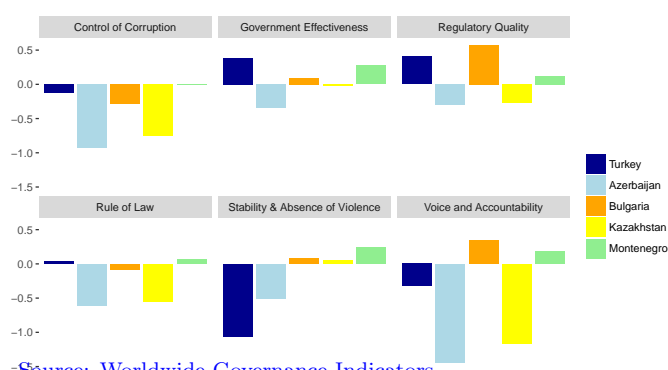 Control of Corruption Government Effectiveness Regulatory Quality
0.5
0.0
−0.5
−1.0
−1.5
Rule of Law Stability & Absence of Violence Voice and Accountability
0.5
0.0
−0.5
−1.0
Turkey
Azerbaijan
Bulgaria
Kazakhstan
Montenegro
Source: Worldwide Governance Indicators